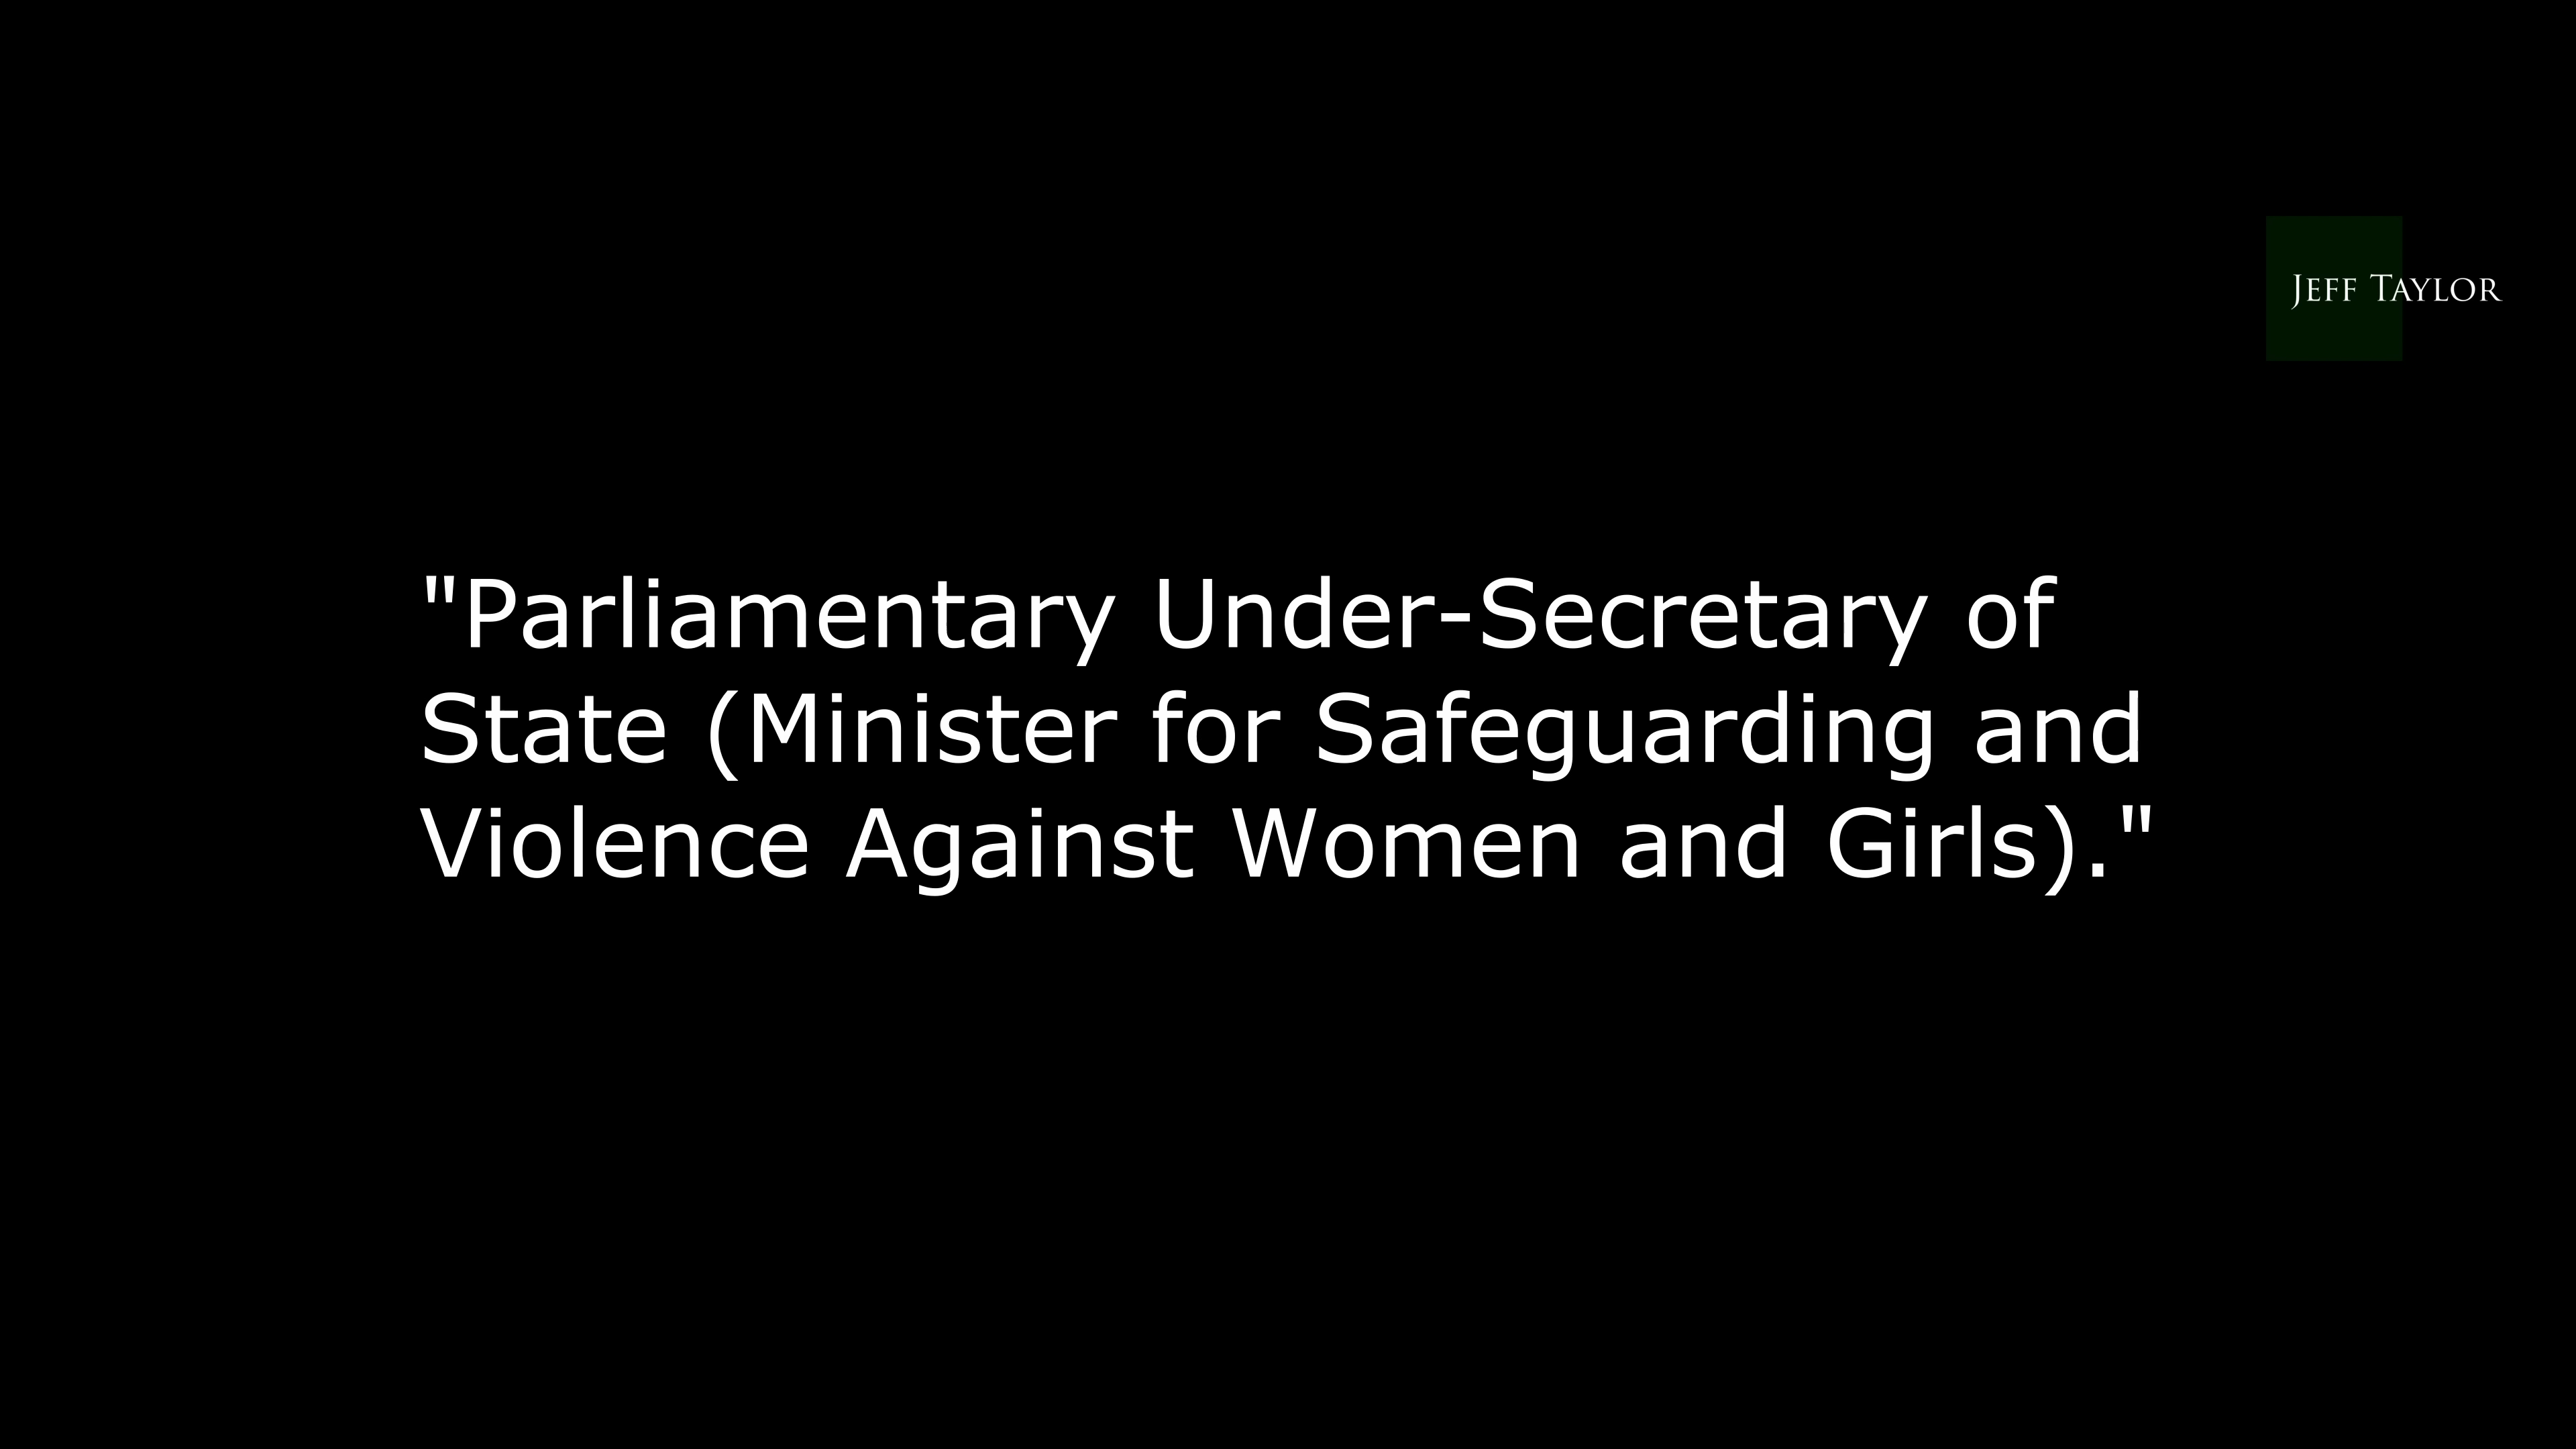 JEFF TAYLOR
"Parliamentary Under-Secretary of
State (Minister for Safeguarding and
Violence Against Women and Girls)."